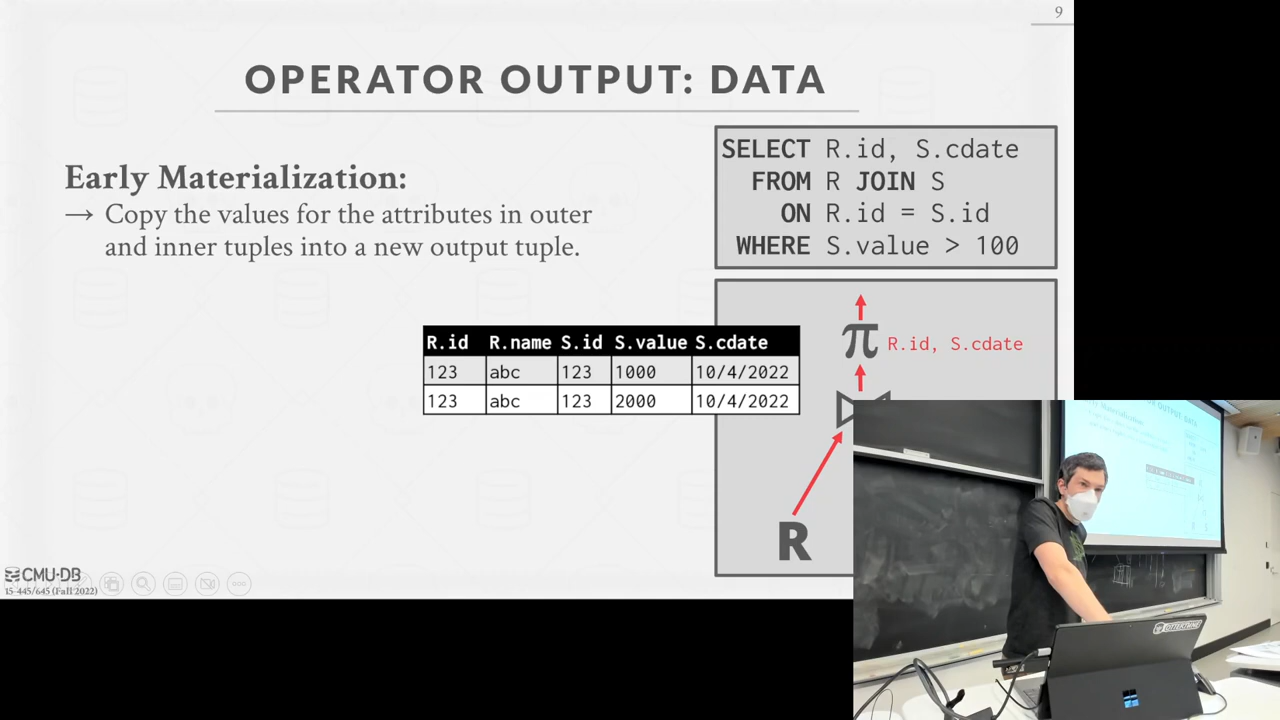 9
OPERATOR OUTPUT: DATA
Early Materialization:
→ Copy the values for the attributes in outer
and inner tuples into a new output tuple.
SELECT R.id, S.cdate
FROM R JOIN S
ON R.id = S.id
WHERE S.value > 100
R.id R.name S.id S.value S.cdate
123 abc 123 1000 10/4/2022
123 abc 123 2000 10/4/2022
π R.id, S.cdate
R
CMU·DB
15-445/645 (Fall 2022)
OTTERTUNE